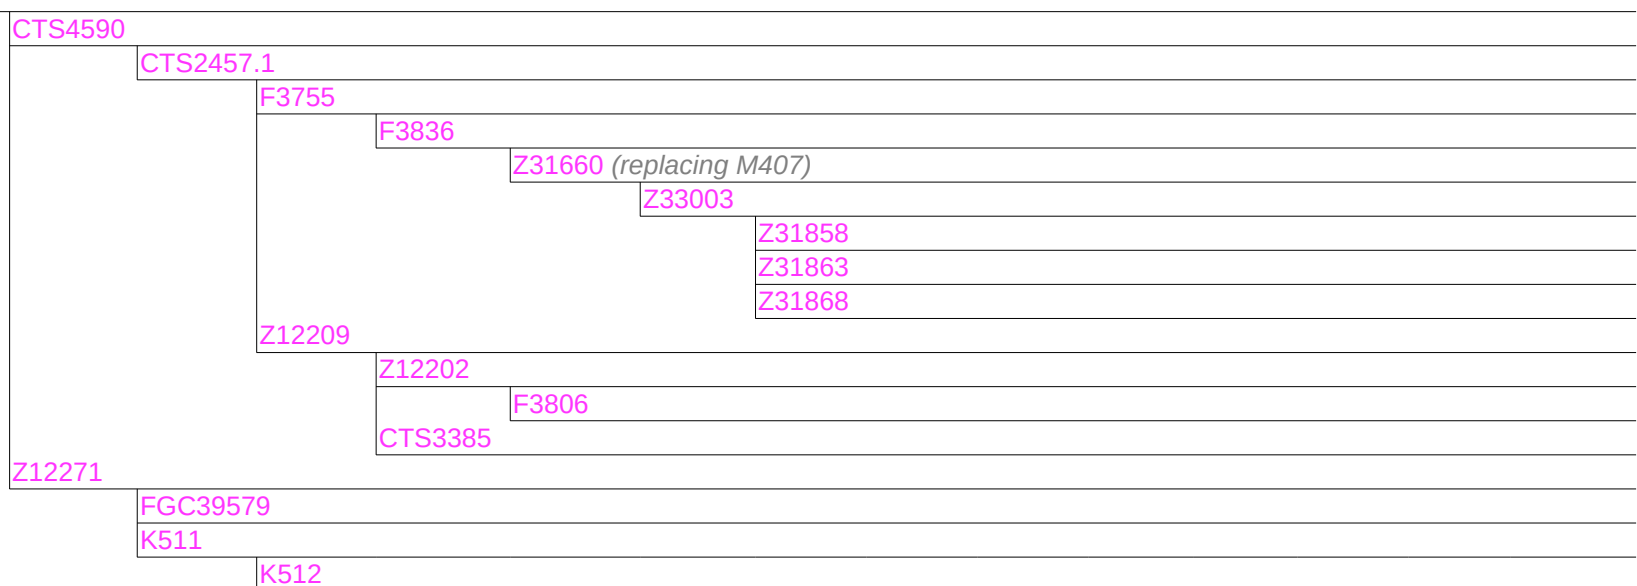 CTS4590
CTS2457.1
F3755
F3836
Z31660 (replacing M407)
Z33003
Z31858
Z31863
Z31868
Z12209
Z12202
F3806
CTS3385
Z12271
FGC39579
K511
K512